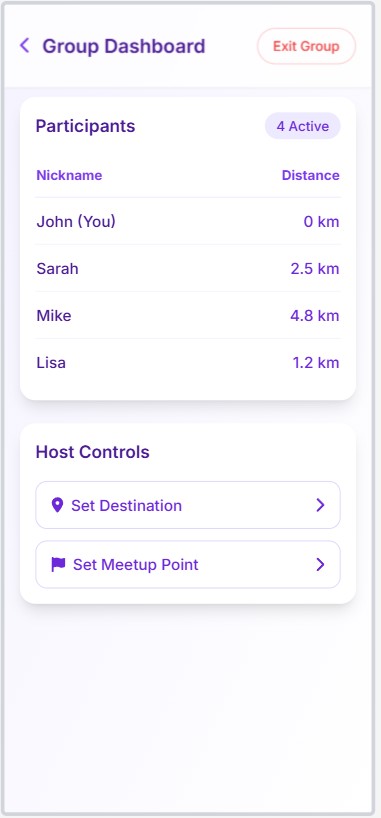 Group Dashboard
Exit Group
Participants
4 Active
Nickname Distance
John (You) 0 km
Sarah 2.5 km
Mike 4.8 km
Lisa 1.2 km
Host Controls
Set Destination
Set Meetup Point